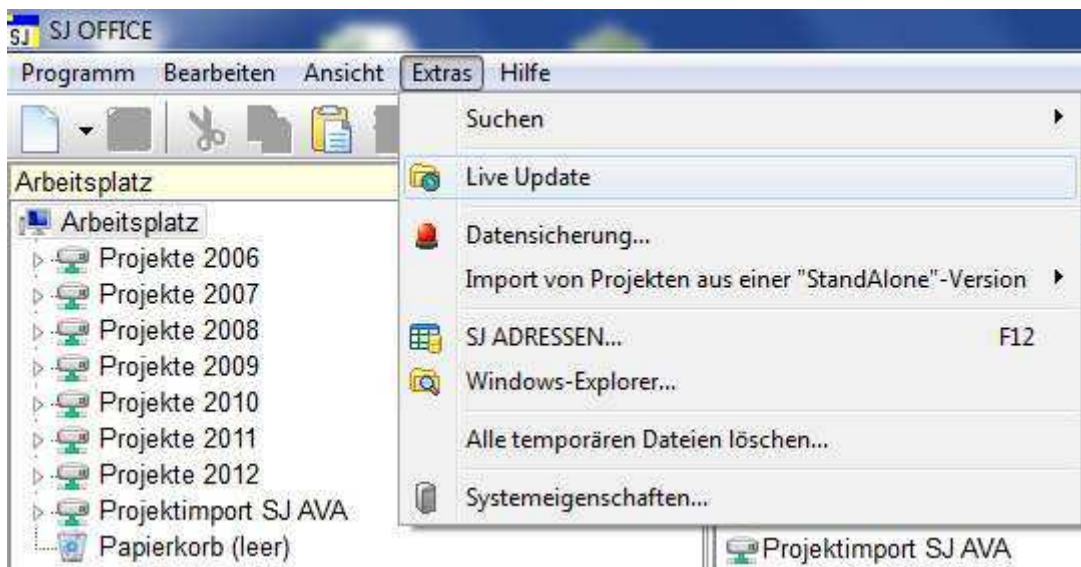 SJ SJ OFFICE
Programm Bearbeiten Ansicht Extras Hilfe
Suchen
Live Update
Datensicherung...
Import von Projekten aus einer "StandAlone"-Version
SJ ADRESSEN... F12
Windows-Explorer...
Alle temporären Dateien löschen...
Systemeigenschaften...
Arbeitsplatz
Arbeitsplatz
Projekte 2006
Projekte 2007
Projekte 2008
Projekte 2009
Projekte 2010
Projekte 2011
Projekte 2012
Projektimport SJ AVA
Papierkorb (leer)
Projektimport SJ AVA